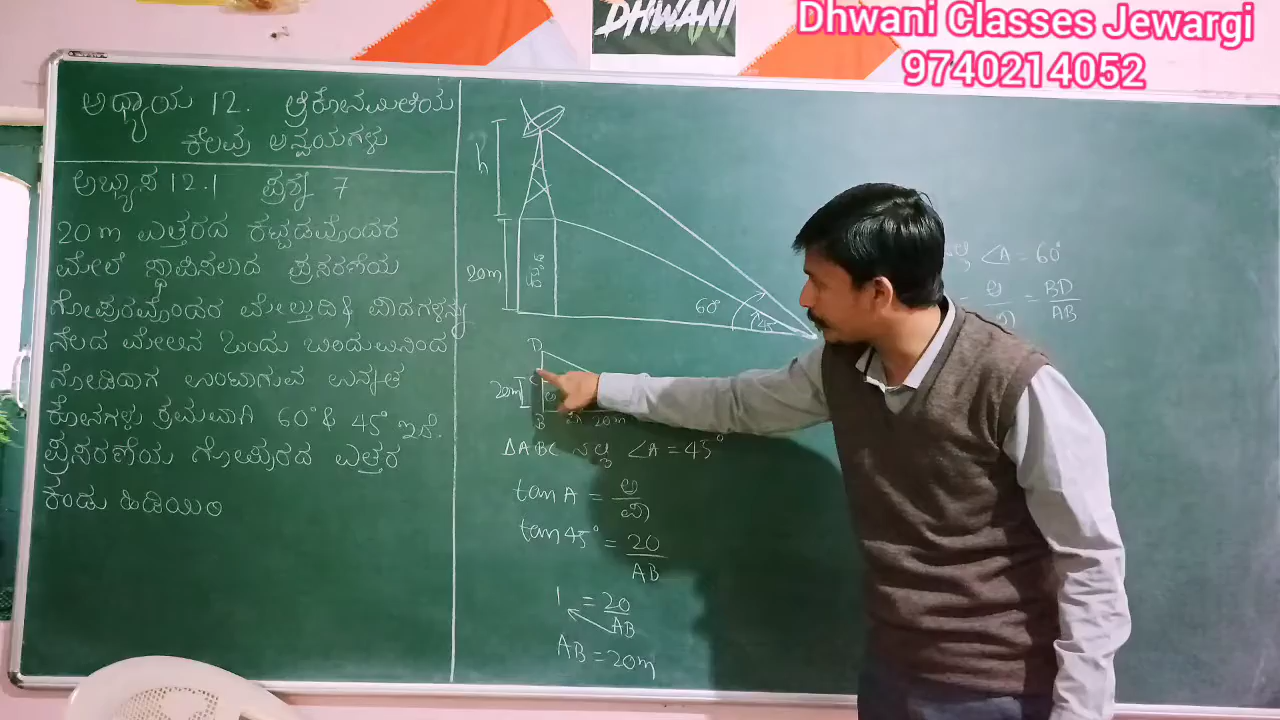 DHWANI
Dhwani Classes Jewargi
9740214052
ಅಧ್ಯಾಯ 12. ತ್ರಿಕೋನಮಿತಿಯ
ಕೆಲವು ಅನ್ವಯಗಳು
ಅಭ್ಯಾಸ 12.1 ಪ್ರಶ್ನೆ 7
20 m ಎತ್ತರದ ಕಟ್ಟಡವೊಂದರ
ಮೇಲೆ ಸ್ಥಾಪಿಸಲಾದ ಪ್ರಸರಣೆಯ
ಗೋಪುರವೊಂದರ ಮೇಲ್ತುದಿ & ಪಾದಗಳನ್ನು
ನೆಲದ ಮೇಲಿನ ಒಂದು ಬಿಂದುವಿನಿಂದ
ನೋಡಿದಾಗ ಉಂಟಾಗುವ ಉನ್ನತ
ಕೋನಗಳು ಕ್ರಮವಾಗಿ 60° & 45° ಇದೆ.
ಪ್ರಸರಣೆಯ ಗೋಪುರದ ಎತ್ತರ
ಕಂಡು ಹಿಡಿಯಿರಿ
h
20m
60°
45°
D
20m
ಅ
B
ಪಾ 20m
ΔABC ನಲ್ಲಿ ∠A = 45°
tan A = ಅ/ಪಾ
tan 45° = 20/AB
1 = 20/AB
AB = 20m
∠A = 60°
= ಅ/ಪಾ = BD/AB